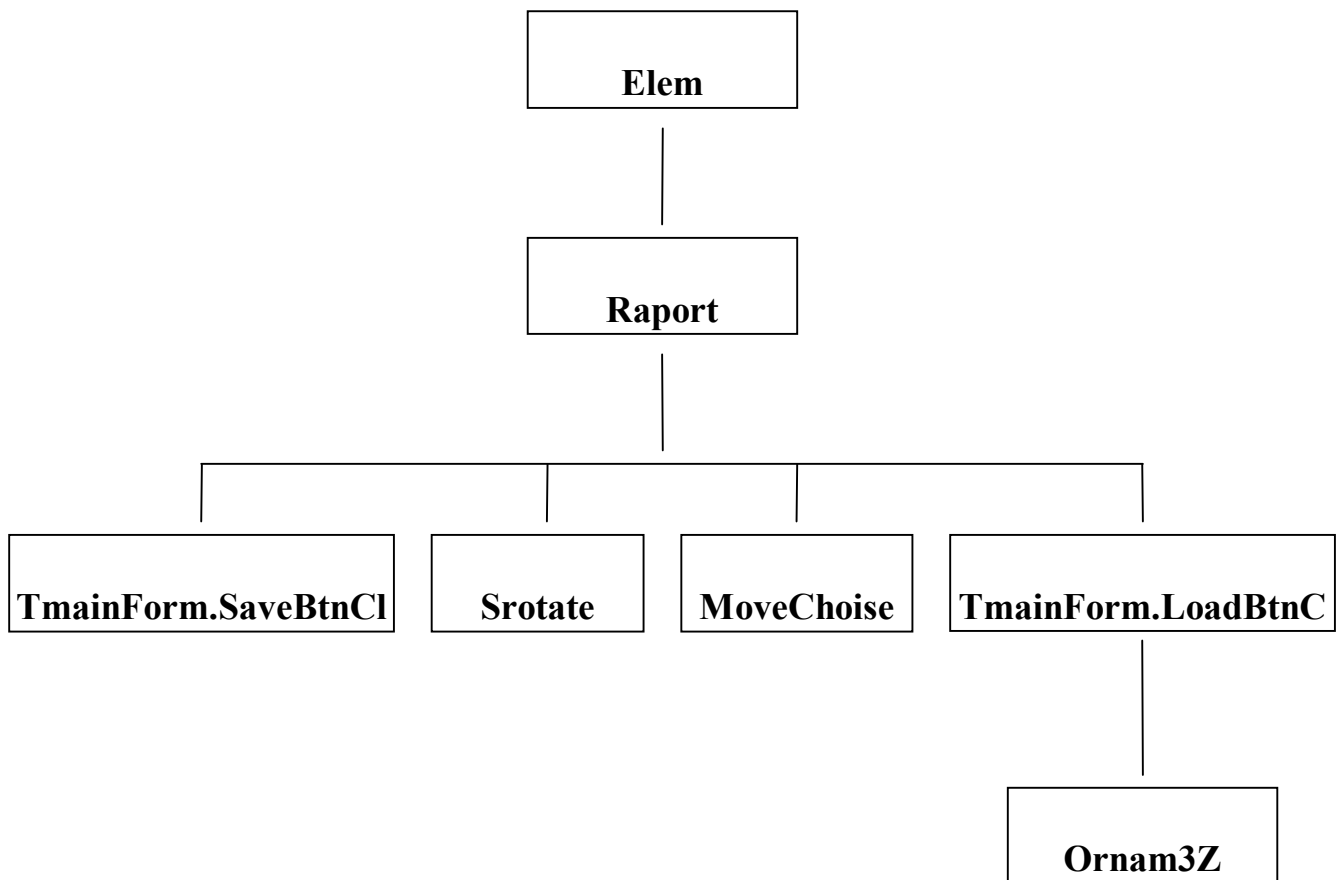 Elem
Raport
TmainForm.SaveBtnCl
Srotate
MoveChoise
TmainForm.LoadBtnC
Ornam3Z